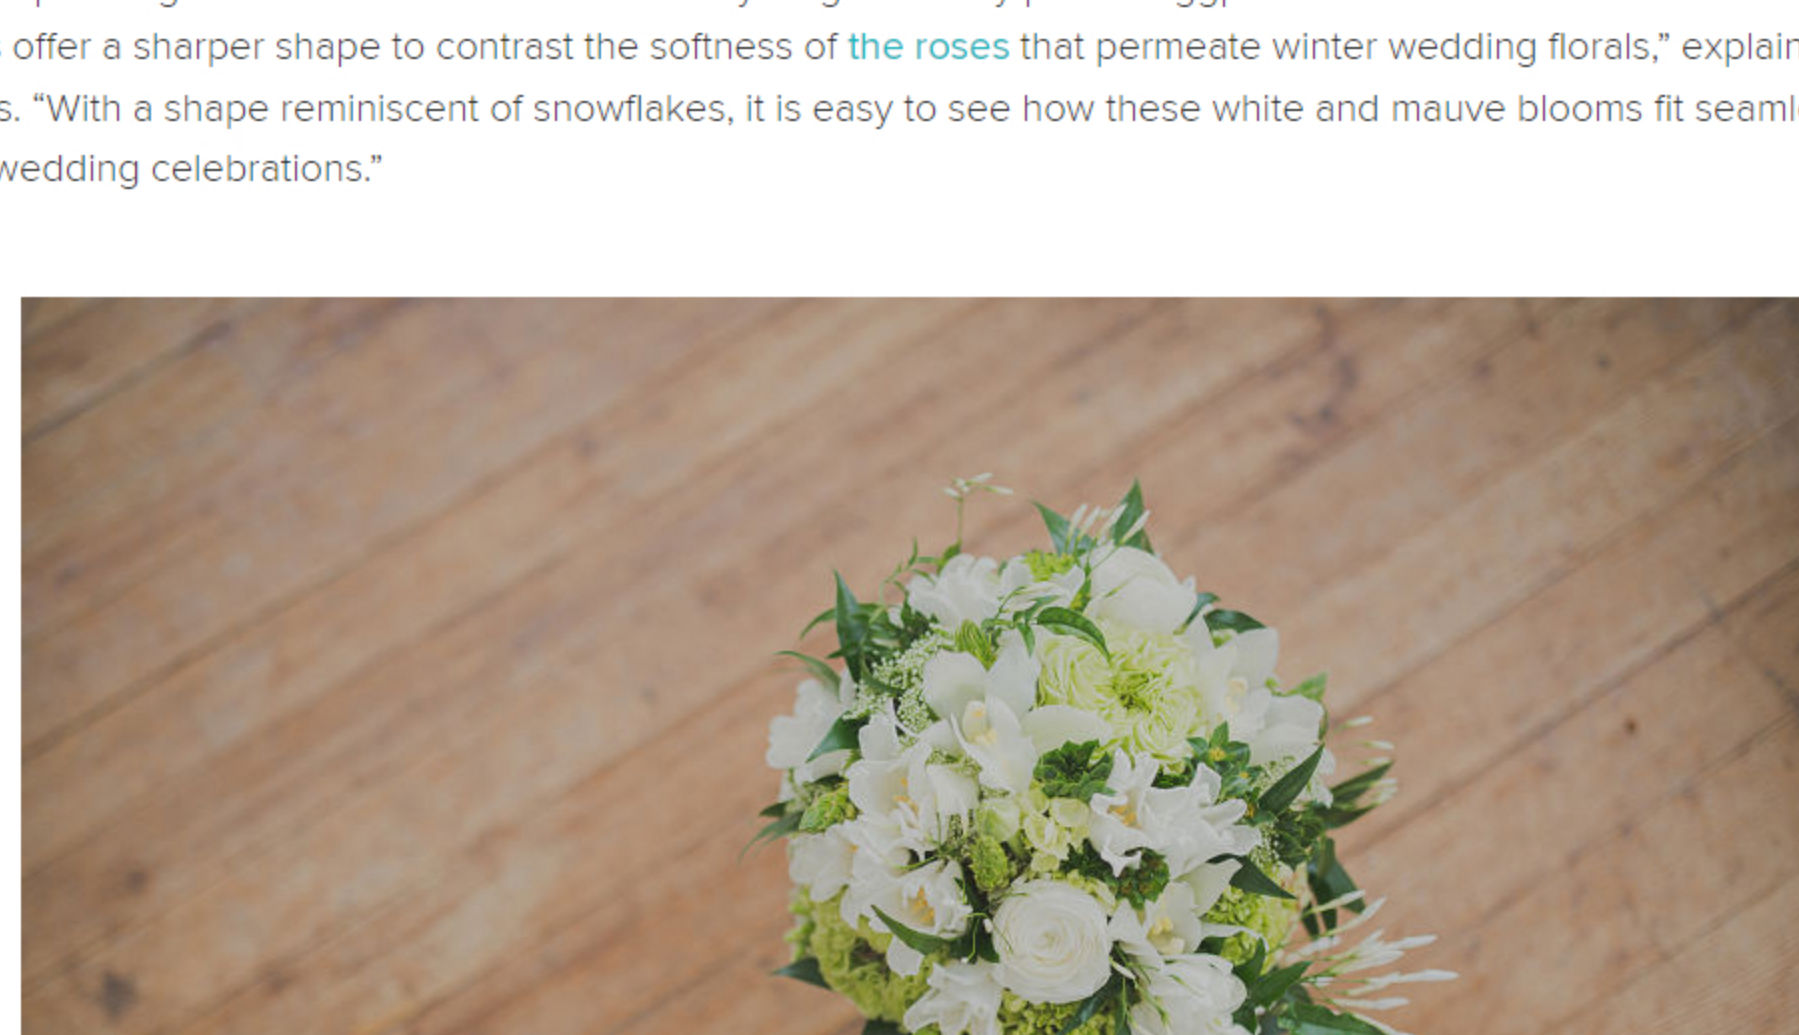 offer a sharper shape to contrast the softness of the roses that permeate winter wedding florals,” explain
s. “With a shape reminiscent of snowflakes, it is easy to see how these white and mauve blooms fit seaml
wedding celebrations.”